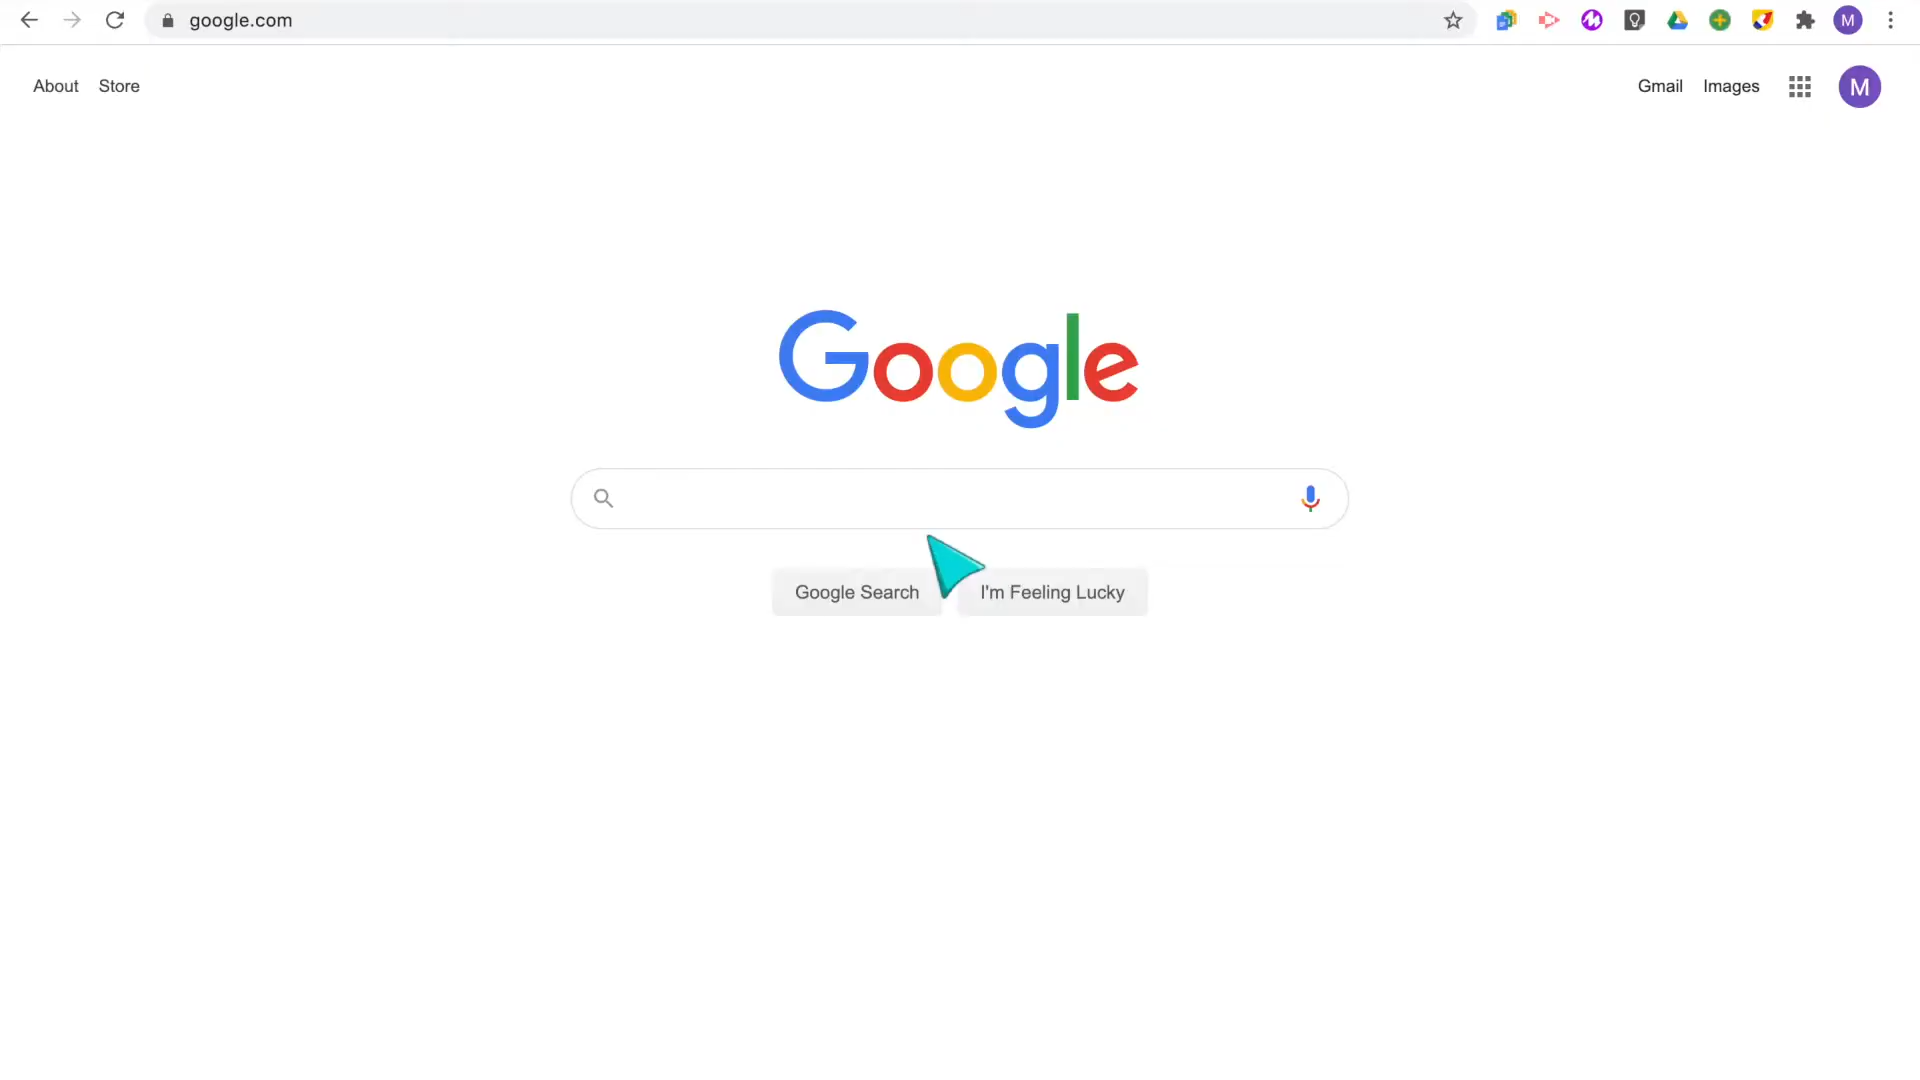 google.com
M
About Store
Gmail Images
M
Google
Google Search
I'm Feeling Lucky